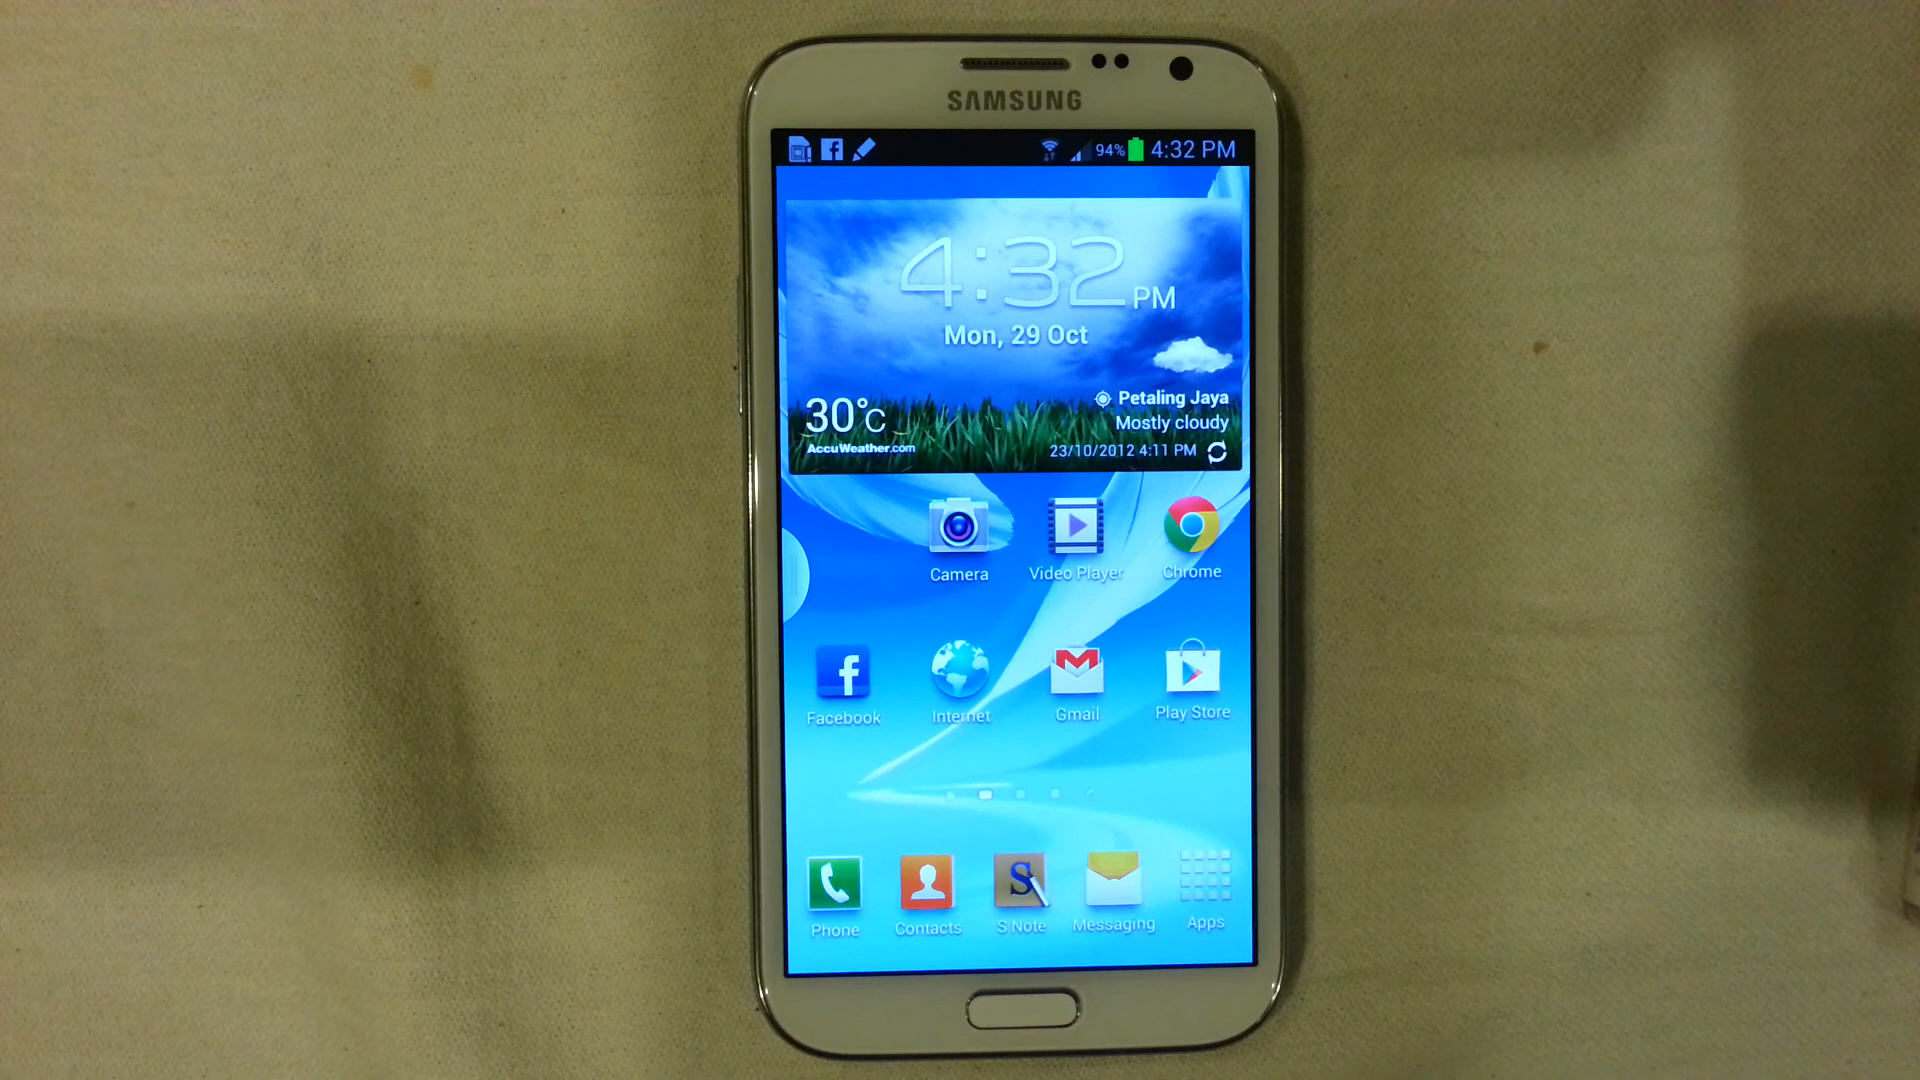 SAMSUNG
94% 4:32 PM
4:32 PM
Mon, 29 Oct
30°C
Petaling Jaya
Mostly cloudy
AccuWeather.com
23/10/2012 4:11 PM
Camera Video Player Chrome
Facebook Internet Gmail Play Store
S
Phone Contacts S Note Messaging Apps